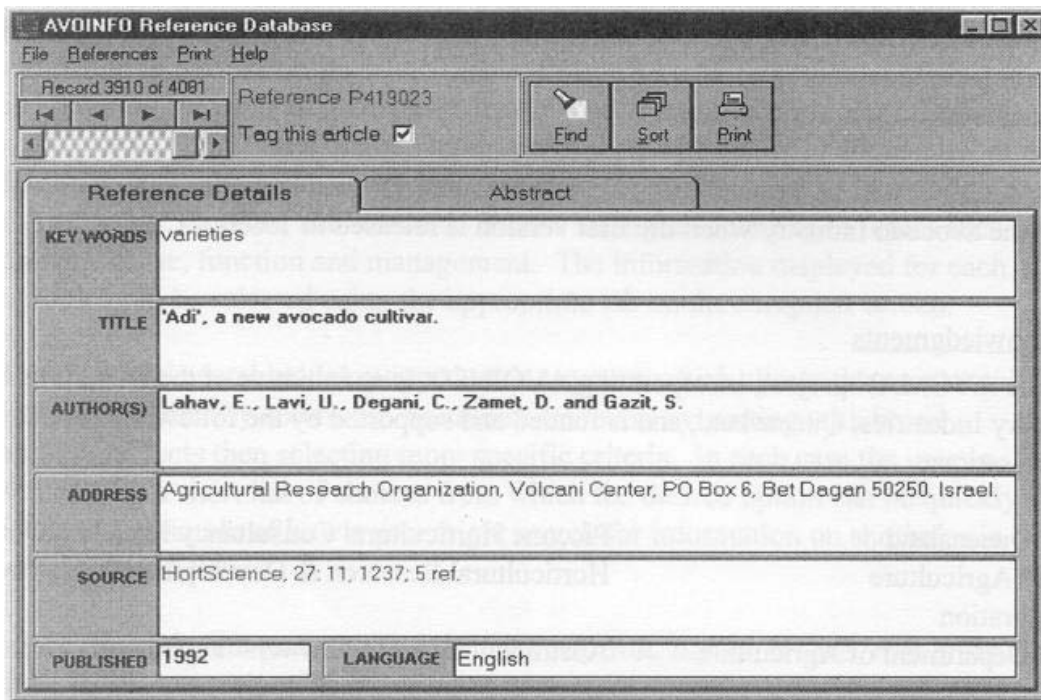 AVOINFO Reference Database
File References Print Help
Record 3910 of 4081
Reference P419023
Tag this article
Find Sort Print
Reference Details Abstract
KEY WORDS varieties
TITLE 'Adi', a new avocado cultivar.
AUTHOR(S) Lahav, E., Lavi, U., Degani, C., Zamet, D. and Gazit, S.
ADDRESS Agricultural Research Organization, Volcani Center, PO Box 6, Bet Dagan 50250, Israel.
SOURCE HortScience, 27: 11, 1237; 5 ref.
PUBLISHED 1992 LANGUAGE English